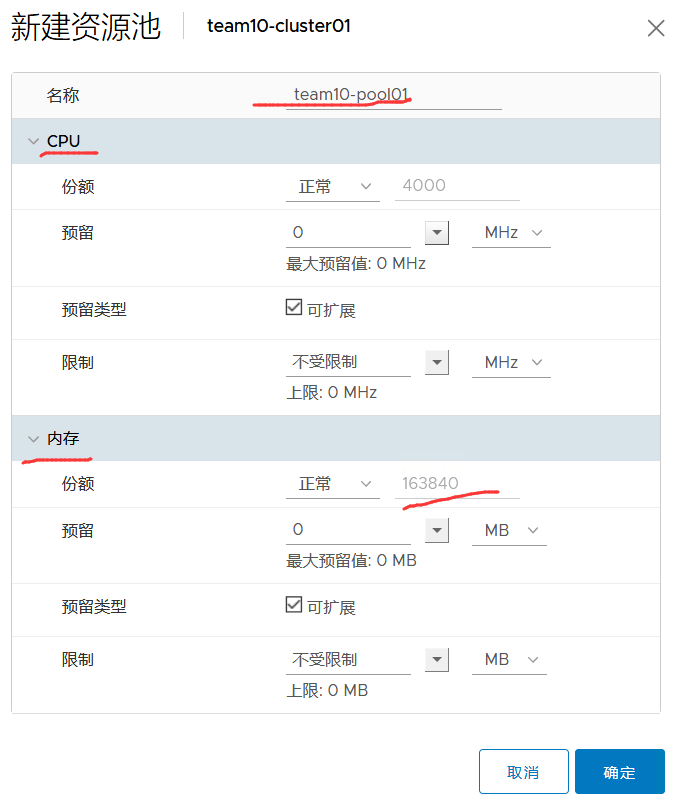 新建资源池 team10-cluster01
名称 team10-pool01
CPU
份额 正常 4000
预留 0 MHz
最大预留值: 0 MHz
预留类型 可扩展
限制 不受限制 MHz
上限: 0 MHz
内存
份额 正常 163840
预留 0 MB
最大预留值: 0 MB
预留类型 可扩展
限制 不受限制 MB
上限: 0 MB
取消 确定